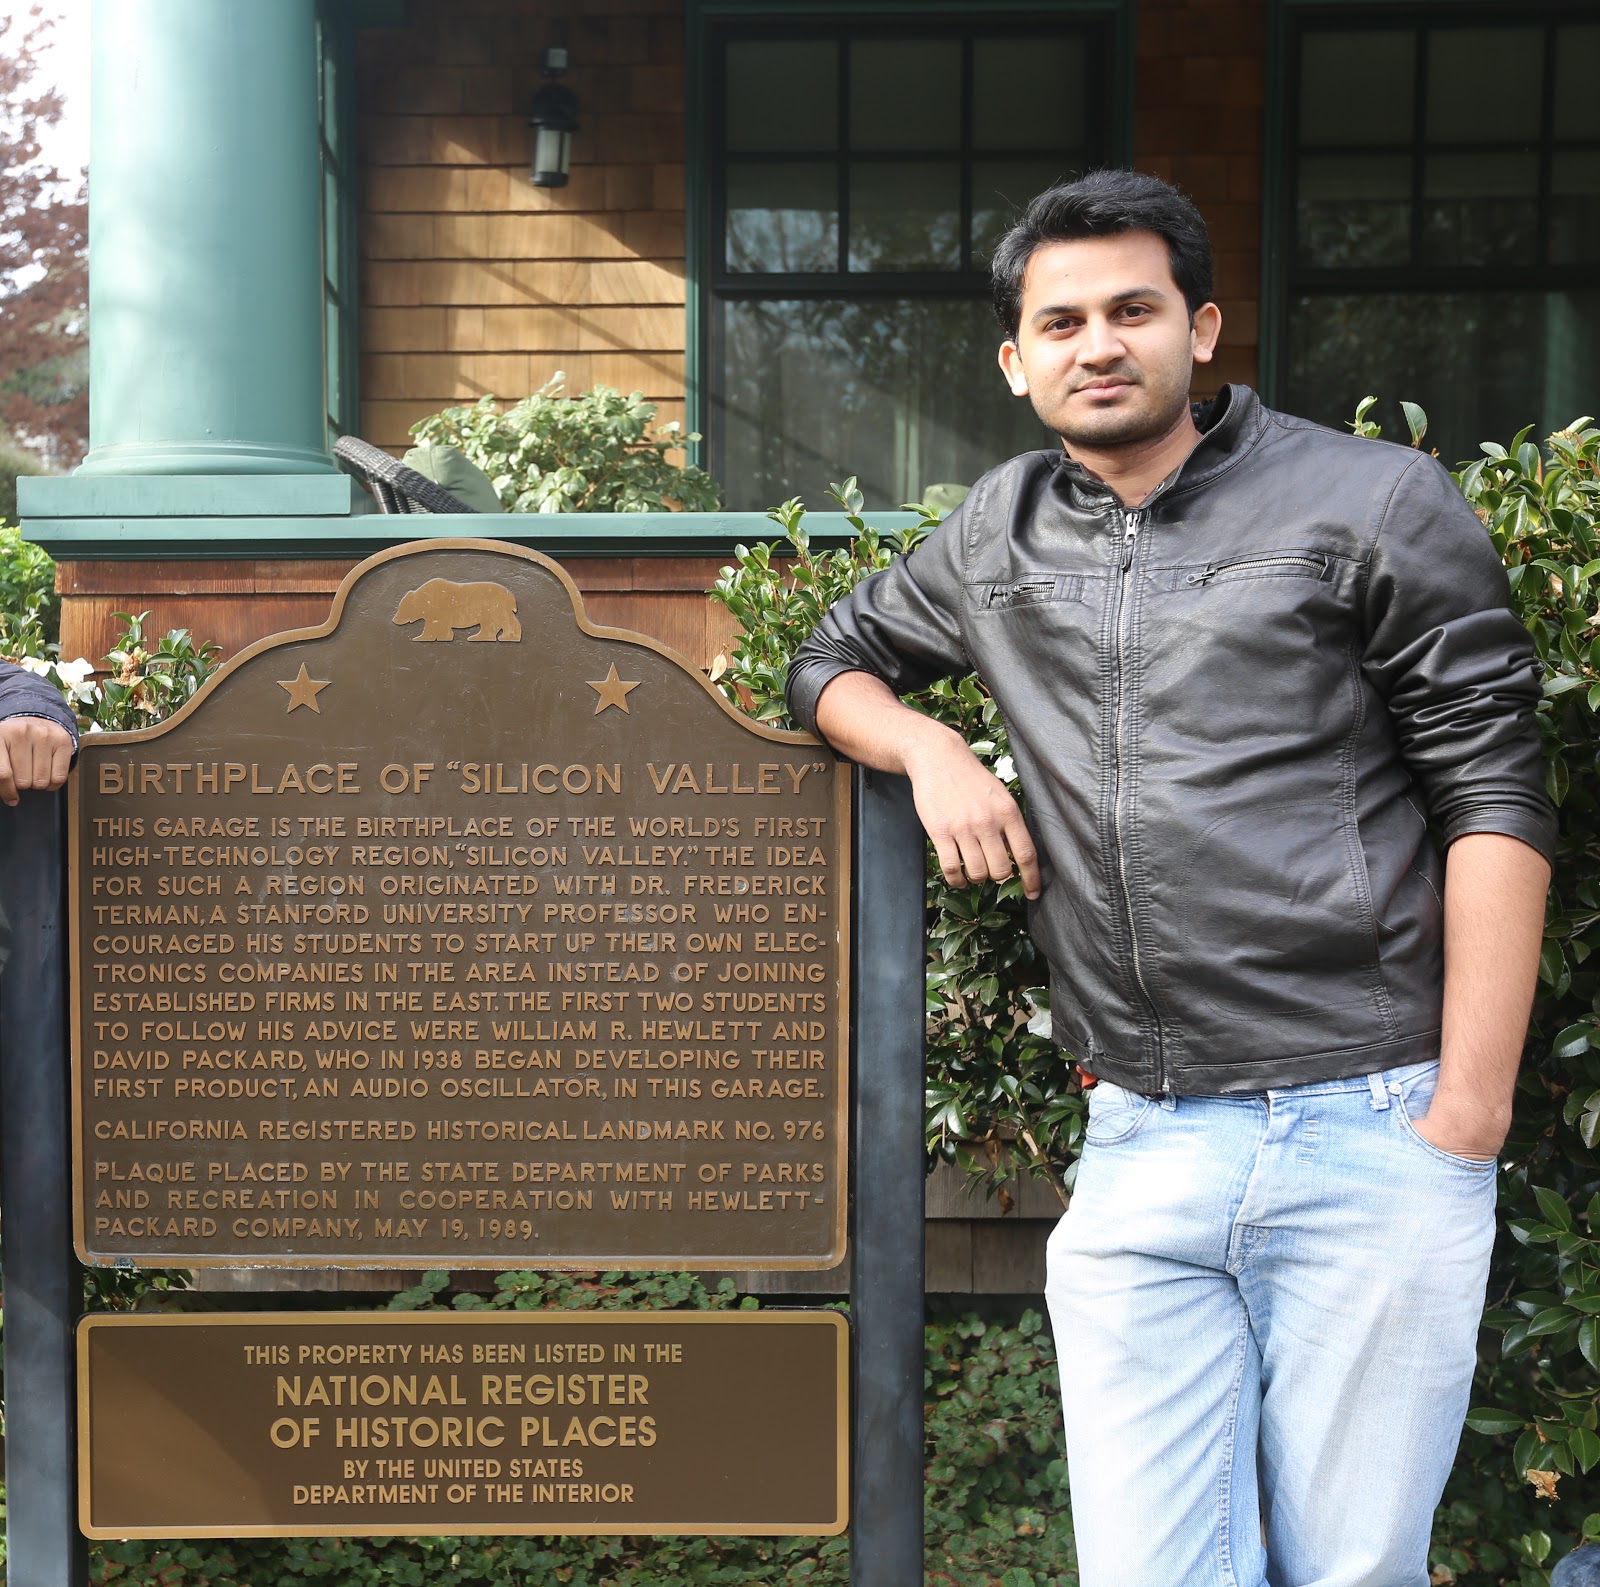 BIRTHPLACE OF “SILICON VALLEY”
THIS GARAGE IS THE BIRTHPLACE OF THE WORLD'S FIRST
HIGH-TECHNOLOGY REGION, “SILICON VALLEY.” THE IDEA
FOR SUCH A REGION ORIGINATED WITH DR. FREDERICK
TERMAN, A STANFORD UNIVERSITY PROFESSOR WHO EN-
COURAGED HIS STUDENTS TO START UP THEIR OWN ELEC-
TRONICS COMPANIES IN THE AREA INSTEAD OF JOINING
ESTABLISHED FIRMS IN THE EAST. THE FIRST TWO STUDENTS
TO FOLLOW HIS ADVICE WERE WILLIAM R. HEWLETT AND
DAVID PACKARD, WHO IN 1938 BEGAN DEVELOPING THEIR
FIRST PRODUCT, AN AUDIO OSCILLATOR, IN THIS GARAGE.
CALIFORNIA REGISTERED HISTORICAL LANDMARK NO. 976
PLAQUE PLACED BY THE STATE DEPARTMENT OF PARKS
AND RECREATION IN COOPERATION WITH HEWLETT-
PACKARD COMPANY, MAY 19, 1989.
THIS PROPERTY HAS BEEN LISTED IN THE
NATIONAL REGISTER
OF HISTORIC PLACES
BY THE UNITED STATES
DEPARTMENT OF THE INTERIOR